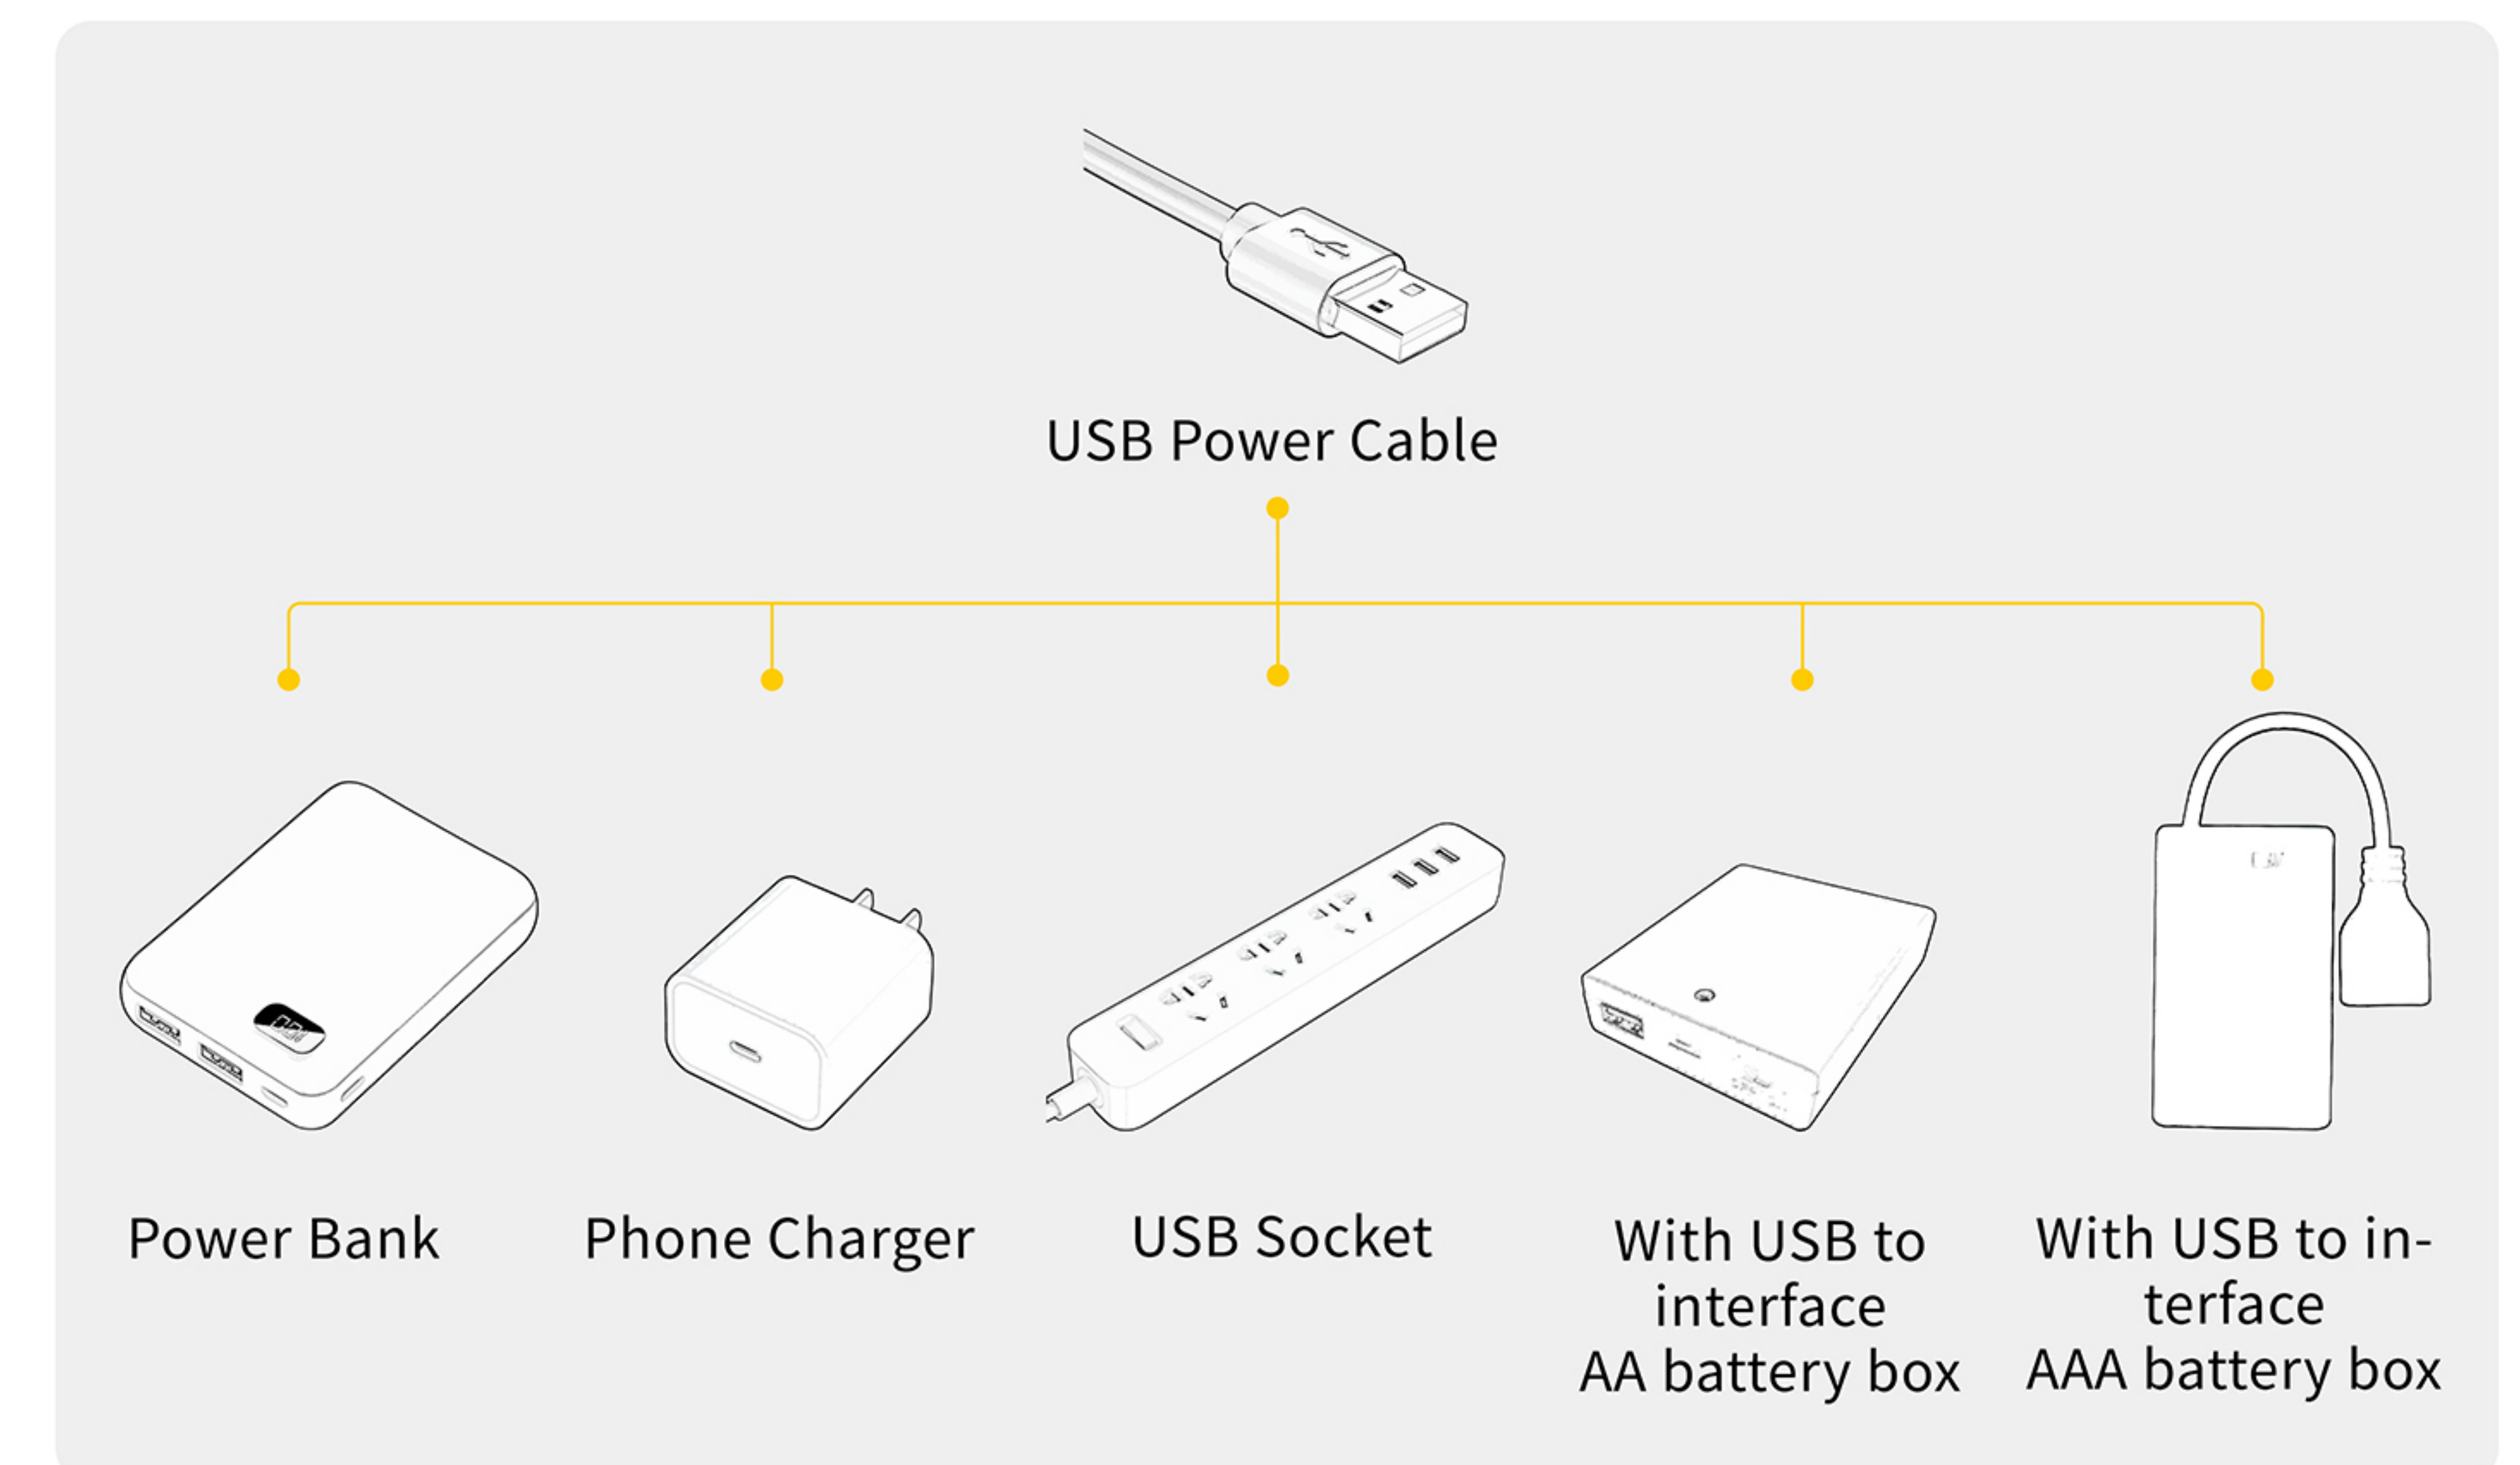 USB Power Cable
Power Bank
Phone Charger
USB Socket
With USB to
interface
AA battery box
With USB to in-
terface
AAA battery box